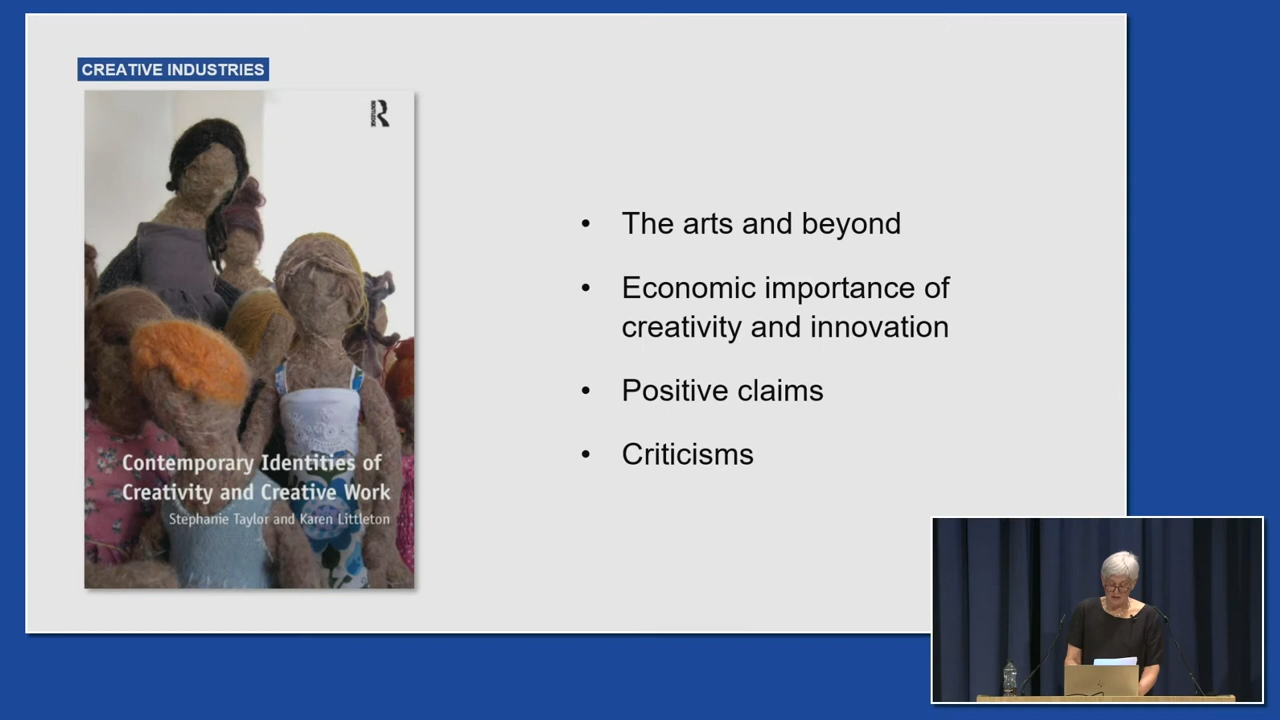 CREATIVE INDUSTRIES
R
ROUTLEDGE
Contemporary Identities of
Creativity and Creative Work
Stephanie Taylor and Karen Littleton
• The arts and beyond
• Economic importance of
creativity and innovation
• Positive claims
• Criticisms